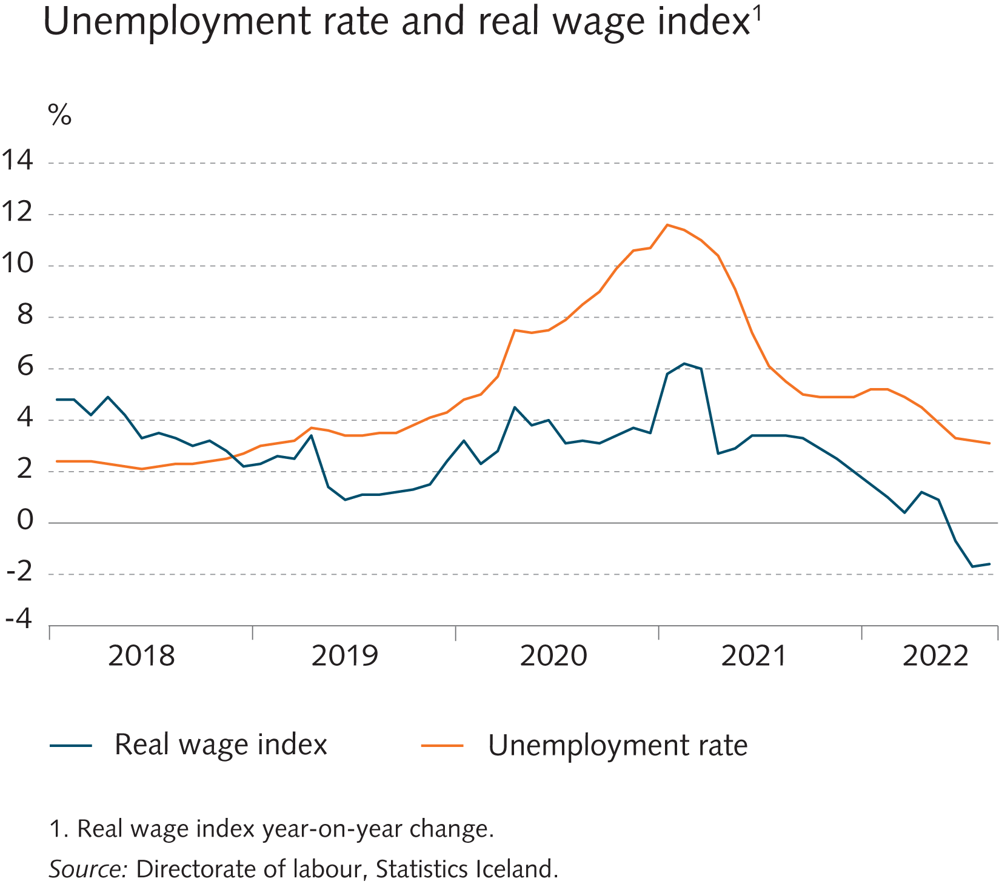 Unemployment rate and real wage index¹
%
14
12
10
8
6
4
2
0
-2
-4
2018 2019 2020 2021 2022
Real wage index Unemployment rate
1. Real wage index year-on-year change.
Source: Directorate of labour, Statistics Iceland.